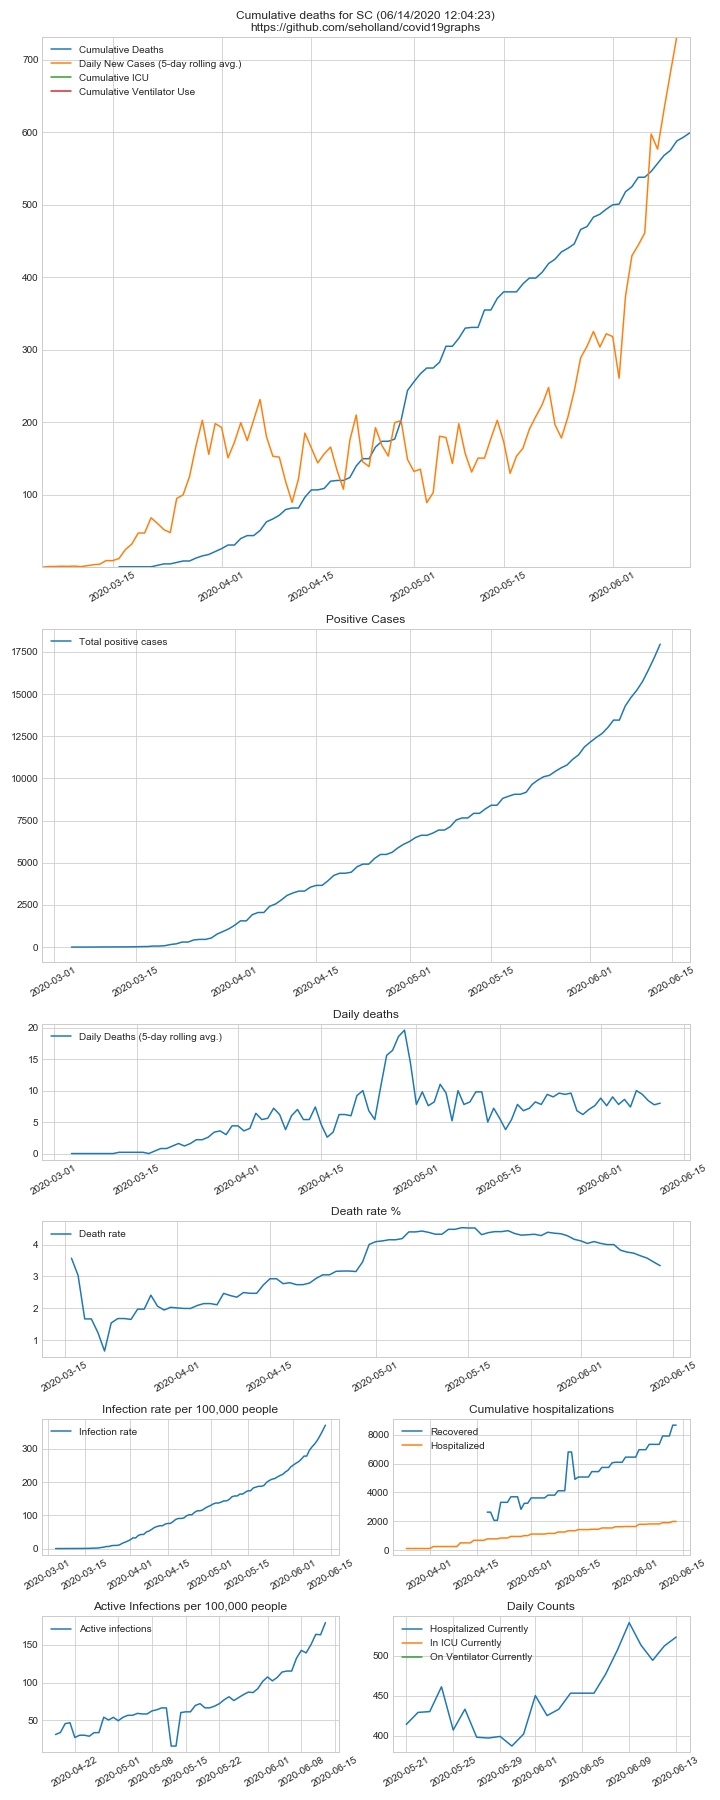 Cumulative deaths for SC (06/14/2020 12:04:23)
https://github.com/seholland/covid19graphs
Cumulative Deaths
Daily New Cases (5-day rolling avg.)
Cumulative ICU
Cumulative Ventilator Use
700
600
500
400
300
200
100
2020-03-15 2020-04-01 2020-04-15 2020-05-01 2020-05-15 2020-06-01
Positive Cases
Total positive cases
17500
15000
12500
10000
7500
5000
2500
0
2020-03-01 2020-03-15 2020-04-01 2020-04-15 2020-05-01 2020-05-15 2020-06-01 2020-06-15
Daily deaths
Daily Deaths (5-day rolling avg.)
20
15
10
5
0
2020-03-01 2020-03-15 2020-04-01 2020-04-15 2020-05-01 2020-05-15 2020-06-01 2020-06-15
Death rate %
Death rate
4
3
2
1
2020-03-15 2020-04-01 2020-04-15 2020-05-01 2020-05-15 2020-06-01 2020-06-15
Infection rate per 100,000 people
Infection rate
300
200
100
0
2020-03-01 2020-03-15 2020-04-01 2020-04-15 2020-05-01 2020-05-15 2020-06-01 2020-06-15
Cumulative hospitalizations
Recovered
Hospitalized
8000
6000
4000
2000
0
2020-04-01 2020-04-15 2020-05-01 2020-05-15 2020-06-01 2020-06-15
Active Infections per 100,000 people
Active infections
150
100
50
2020-04-22 2020-05-01 2020-05-08 2020-05-15 2020-05-22 2020-06-01 2020-06-08 2020-06-15
Daily Counts
Hospitalized Currently
In ICU Currently
On Ventilator Currently
500
450
400
2020-05-21 2020-05-25 2020-05-29 2020-06-01 2020-06-05 2020-06-09 2020-06-13